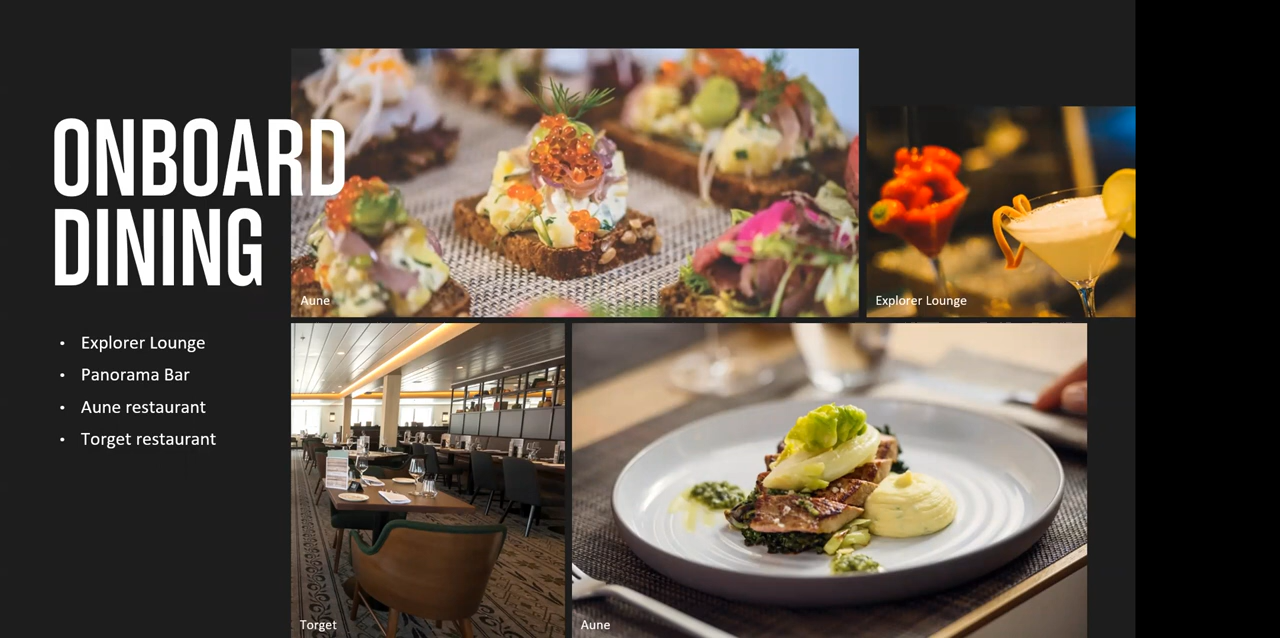 ONBOARD
DINING
• Explorer Lounge
• Panorama Bar
• Aune restaurant
• Torget restaurant
Aune
Explorer Lounge
Torget
Aune